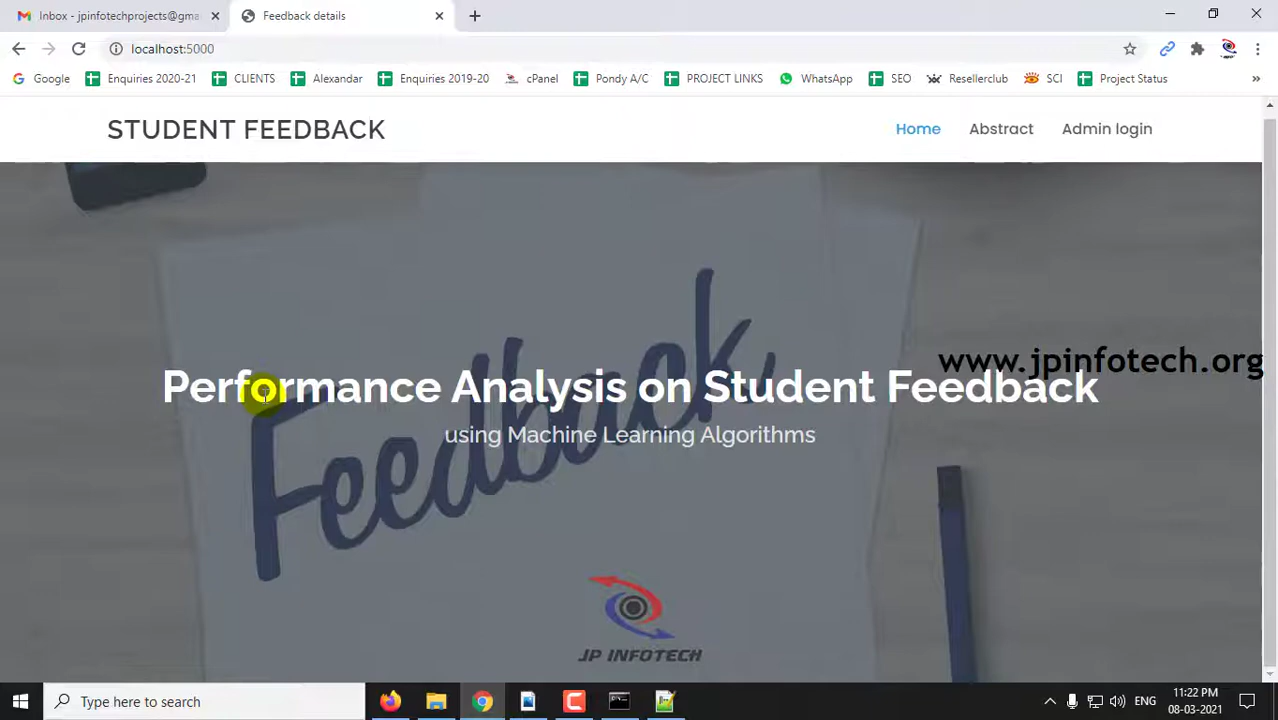 Inbox - jpinfotechprojects@gma
Feedback details
localhost:5000
Google
Enquiries 2020-21
CLIENTS
Alexandar
Enquiries 2019-20
cPanel
Pondy A/C
PROJECT LINKS
WhatsApp
SEO
Resellerclub
SCI
Project Status
»
STUDENT FEEDBACK
Home
Abstract
Admin login
www.jpinfotech.org
Performance Analysis on Student Feedback
using Machine Learning Algorithms
Feedback
JP INFOTECH
Type here to search
ENG
11:22 PM
08-03-2021